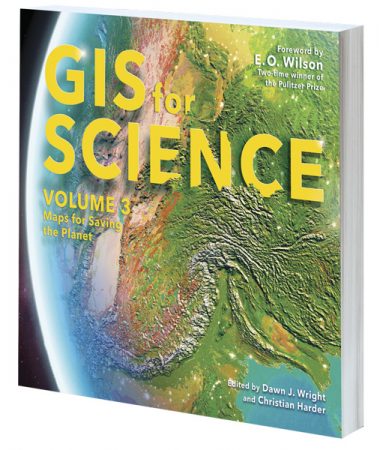 Foreword by
E.O. Wilson
Two-time winner of
the Pulitzer Prize
GIS for
SCIENCE
VOLUME 3
Maps for Saving
the Planet
Edited by Dawn J. Wright
and Christian Harder